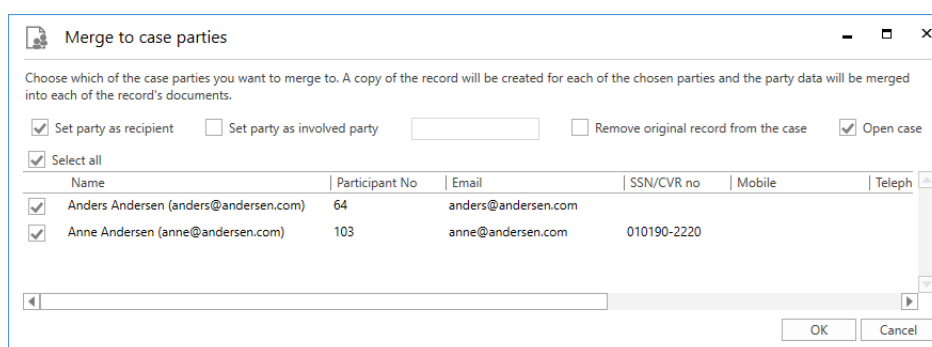 Merge to case parties
Choose which of the case parties you want to merge to. A copy of the record will be created for each of the chosen parties and the party data will be merged
into each of the record's documents.
Set party as recipient Set party as involved party Remove original record from the case Open case
Select all
Name Participant No Email SSN/CVR no Mobile Teleph
Anders Andersen (anders@andersen.com) 64 anders@andersen.com
Anne Andersen (anne@andersen.com) 103 anne@andersen.com 010190-2220
OK Cancel